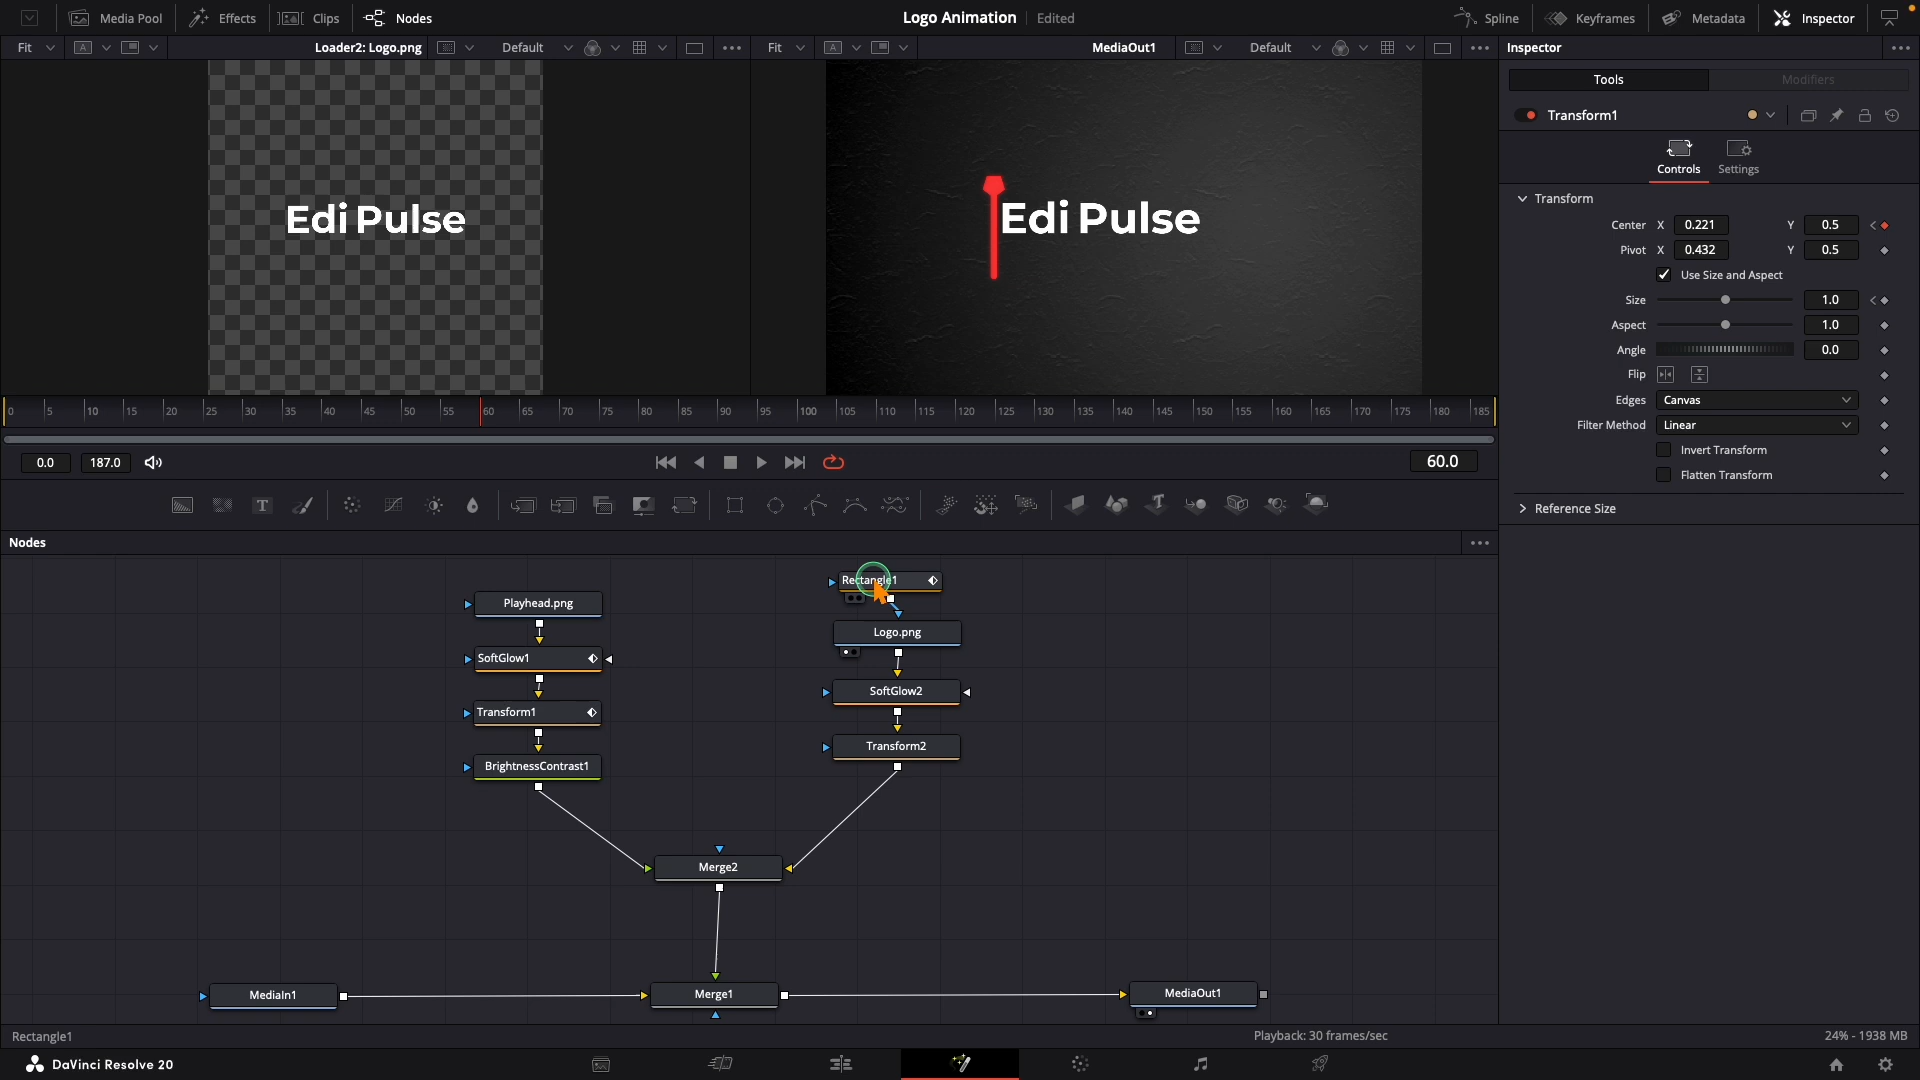 Media Pool
Effects
Clips
Nodes
Logo Animation
Edited
Spline
Keyframes
Metadata
Inspector
Fit
A
Loader2: Logo.png
Default
Fit
A
MediaOut1
Default
Inspector
Tools
Modifiers
Transform1
Controls
Settings
Edi Pulse
Edi Pulse
Transform
Center X 0.221 Y 0.5
Pivot X 0.432 Y 0.5
Use Size and Aspect
Size 1.0
Aspect 1.0
Angle 0.0
Flip
Edges Canvas
Filter Method Linear
Invert Transform
Flatten Transform
Reference Size
0 5 10 15 20 25 30 35 40 45 50 55 60 65 70 75 80 85 90 95 100 105 110 115 120 125 130 135 140 145 150 155 160 165 170 175 180 185
0.0
187.0
60.0
T
T
Nodes
Rectangle1
Playhead.png
Logo.png
SoftGlow1
SoftGlow2
Transform1
Transform2
BrightnessContrast1
Merge2
MediaIn1
Merge1
MediaOut1
Rectangle1
Playback: 30 frames/sec
24% - 1938 MB
DaVinci Resolve 20